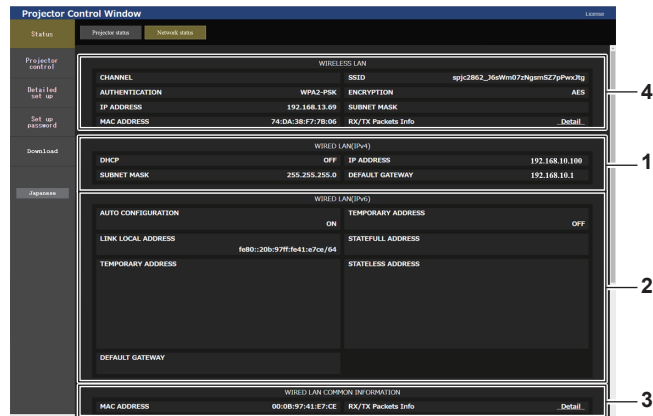 Projector Control Window
License
Status
Projector status
Network status
Projector control
Detailed set up
Set up password
Download
Japanese
WIRELESS LAN
CHANNEL
SSID spjc2862_J6sWm07zNgsmSZ7pPwxJtg
AUTHENTICATION WPA2-PSK
ENCRYPTION AES
IP ADDRESS 192.168.13.69
SUBNET MASK
MAC ADDRESS 74:DA:38:F7:7B:06
RX/TX Packets Info Detail
4
WIRED LAN(IPv4)
DHCP OFF
IP ADDRESS 192.168.10.100
SUBNET MASK 255.255.255.0
DEFAULT GATEWAY 192.168.10.1
1
WIRED LAN(IPv6)
AUTO CONFIGURATION ON
TEMPORARY ADDRESS OFF
LINK LOCAL ADDRESS fe80::20b:97ff:fe41:e7ce/64
STATEFULL ADDRESS
TEMPORARY ADDRESS
STATELESS ADDRESS
DEFAULT GATEWAY
2
WIRED LAN COMMON INFORMATION
MAC ADDRESS 00:0B:97:41:E7:CE
RX/TX Packets Info Detail
3